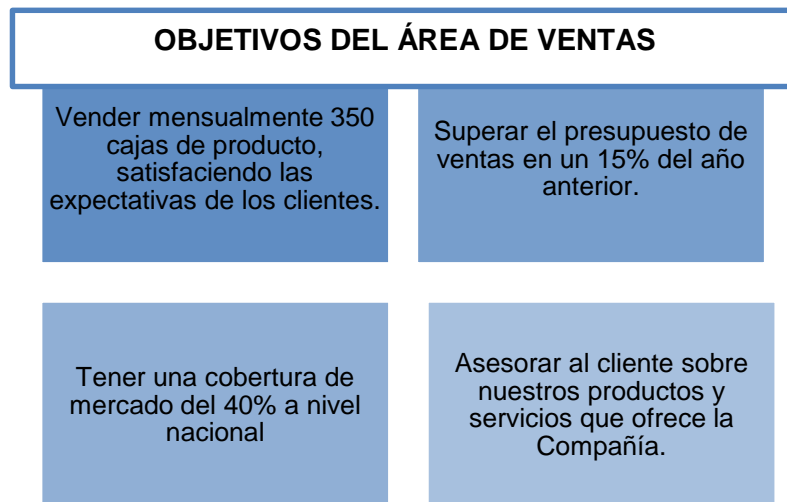 OBJETIVOS DEL ÁREA DE VENTAS
Vender mensualmente 350
cajas de producto,
satisfaciendo las
expectativas de los clientes.
Superar el presupuesto de
ventas en un 15% del año
anterior.
Tener una cobertura de
mercado del 40% a nivel
nacional
Asesorar al cliente sobre
nuestros productos y
servicios que ofrece la
Compañía.